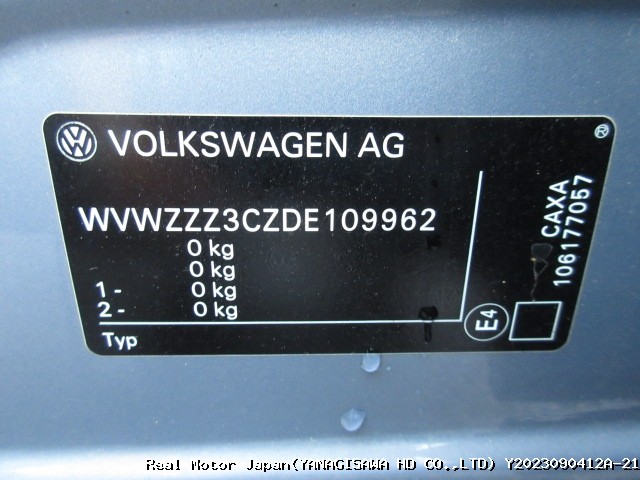 VOLKSWAGEN AG
WVWZZZ3CZDE109962
0 kg
0 kg
1 - 0 kg
2 - 0 kg
Typ
CAXA
106177057
®
E4
Real Motor Japan(YANAGISAWA HD CO.,LTD) Y2023090412A-21